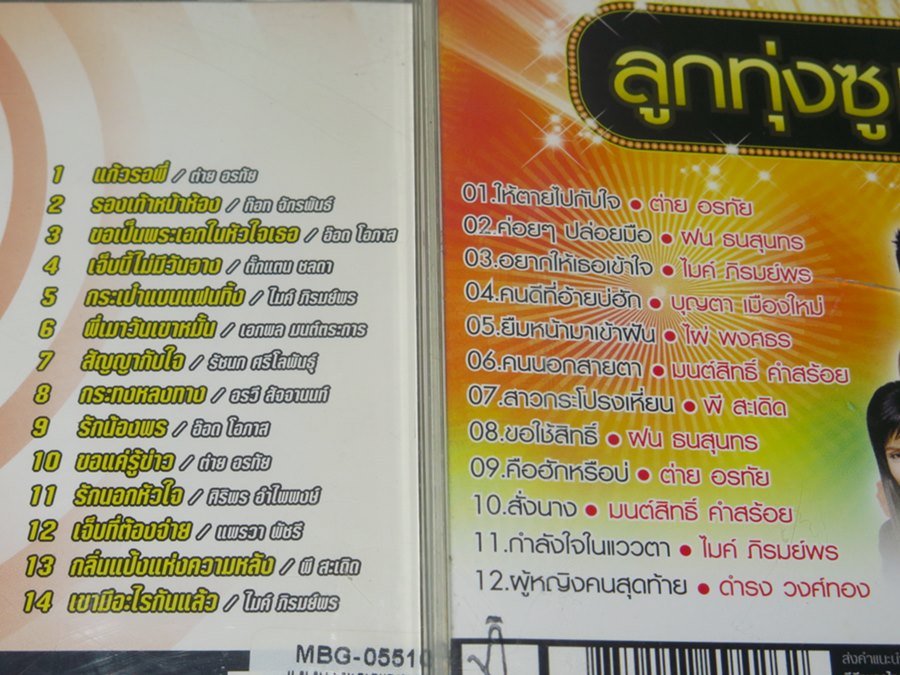 1 แก้วรอพี่ / ต่าย อรทัย
2 รองเท้าหน้าห้อง / ก๊อท จักรพันธ์
3 ขอเป็นพระเอกในหัวใจเธอ / อ๊อด โอภาส
4 เจ็บนี้ไม่มีวันจาง / ตั๊กแตน ชลดา
5 กระเป๋าแบนแฟนทิ้ง / ไมค์ ภิรมย์พร
6 พี่เมาวันเขาหมั้น / เอกพล มนต์ตระการ
7 สัญญากับใจ / รัชนก ศรีโลพันธุ์
8 กระทงหลงทาง / อรวี สัจจานนท์
9 รักน้องพร / อ๊อด โอภาส
10 ขอแค่รู้ข่าว / ต่าย อรทัย
11 รักนอกหัวใจ / ศิริพร อำไพพงษ์
12 เจ็บที่ต้องจ่าย / แพรวา พัชรี
13 กลิ่นแป้งแห่งความหลัง / พี สะเดิด
14 เขามีอะไรกันแล้ว / ไมค์ ภิรมย์พร
MBG-05510
ลูกทุ่งซู
01.ให้ตายไปกับใจ • ต่าย อรทัย
02.ค่อยๆ ปล่อยมือ • ฝน ธนสุนทร
03.อยากให้เธอเข้าใจ • ไมค์ ภิรมย์พร
04.คนดีที่อ้ายบ่ฮัก • บุญตา เมืองใหม่
05.ยืมหน้ามาเข้าฝัน • ไผ่ พงศธร
06.คนนอกสายตา • มนต์สิทธิ์ คำสร้อย
07.สาวกระโปรงเหี่ยน • พี สะเดิด
08.ขอใช้สิทธิ์ • ฝน ธนสุนทร
09.คือฮักหรือบ่ • ต่าย อรทัย
10.สั่งนาง • มนต์สิทธิ์ คำสร้อย
11.กำลังใจในแววตา • ไมค์ ภิรมย์พร
12.ผู้หญิงคนสุดท้าย • ดำรง วงศ์ทอง
ส่งคำแนะนำ